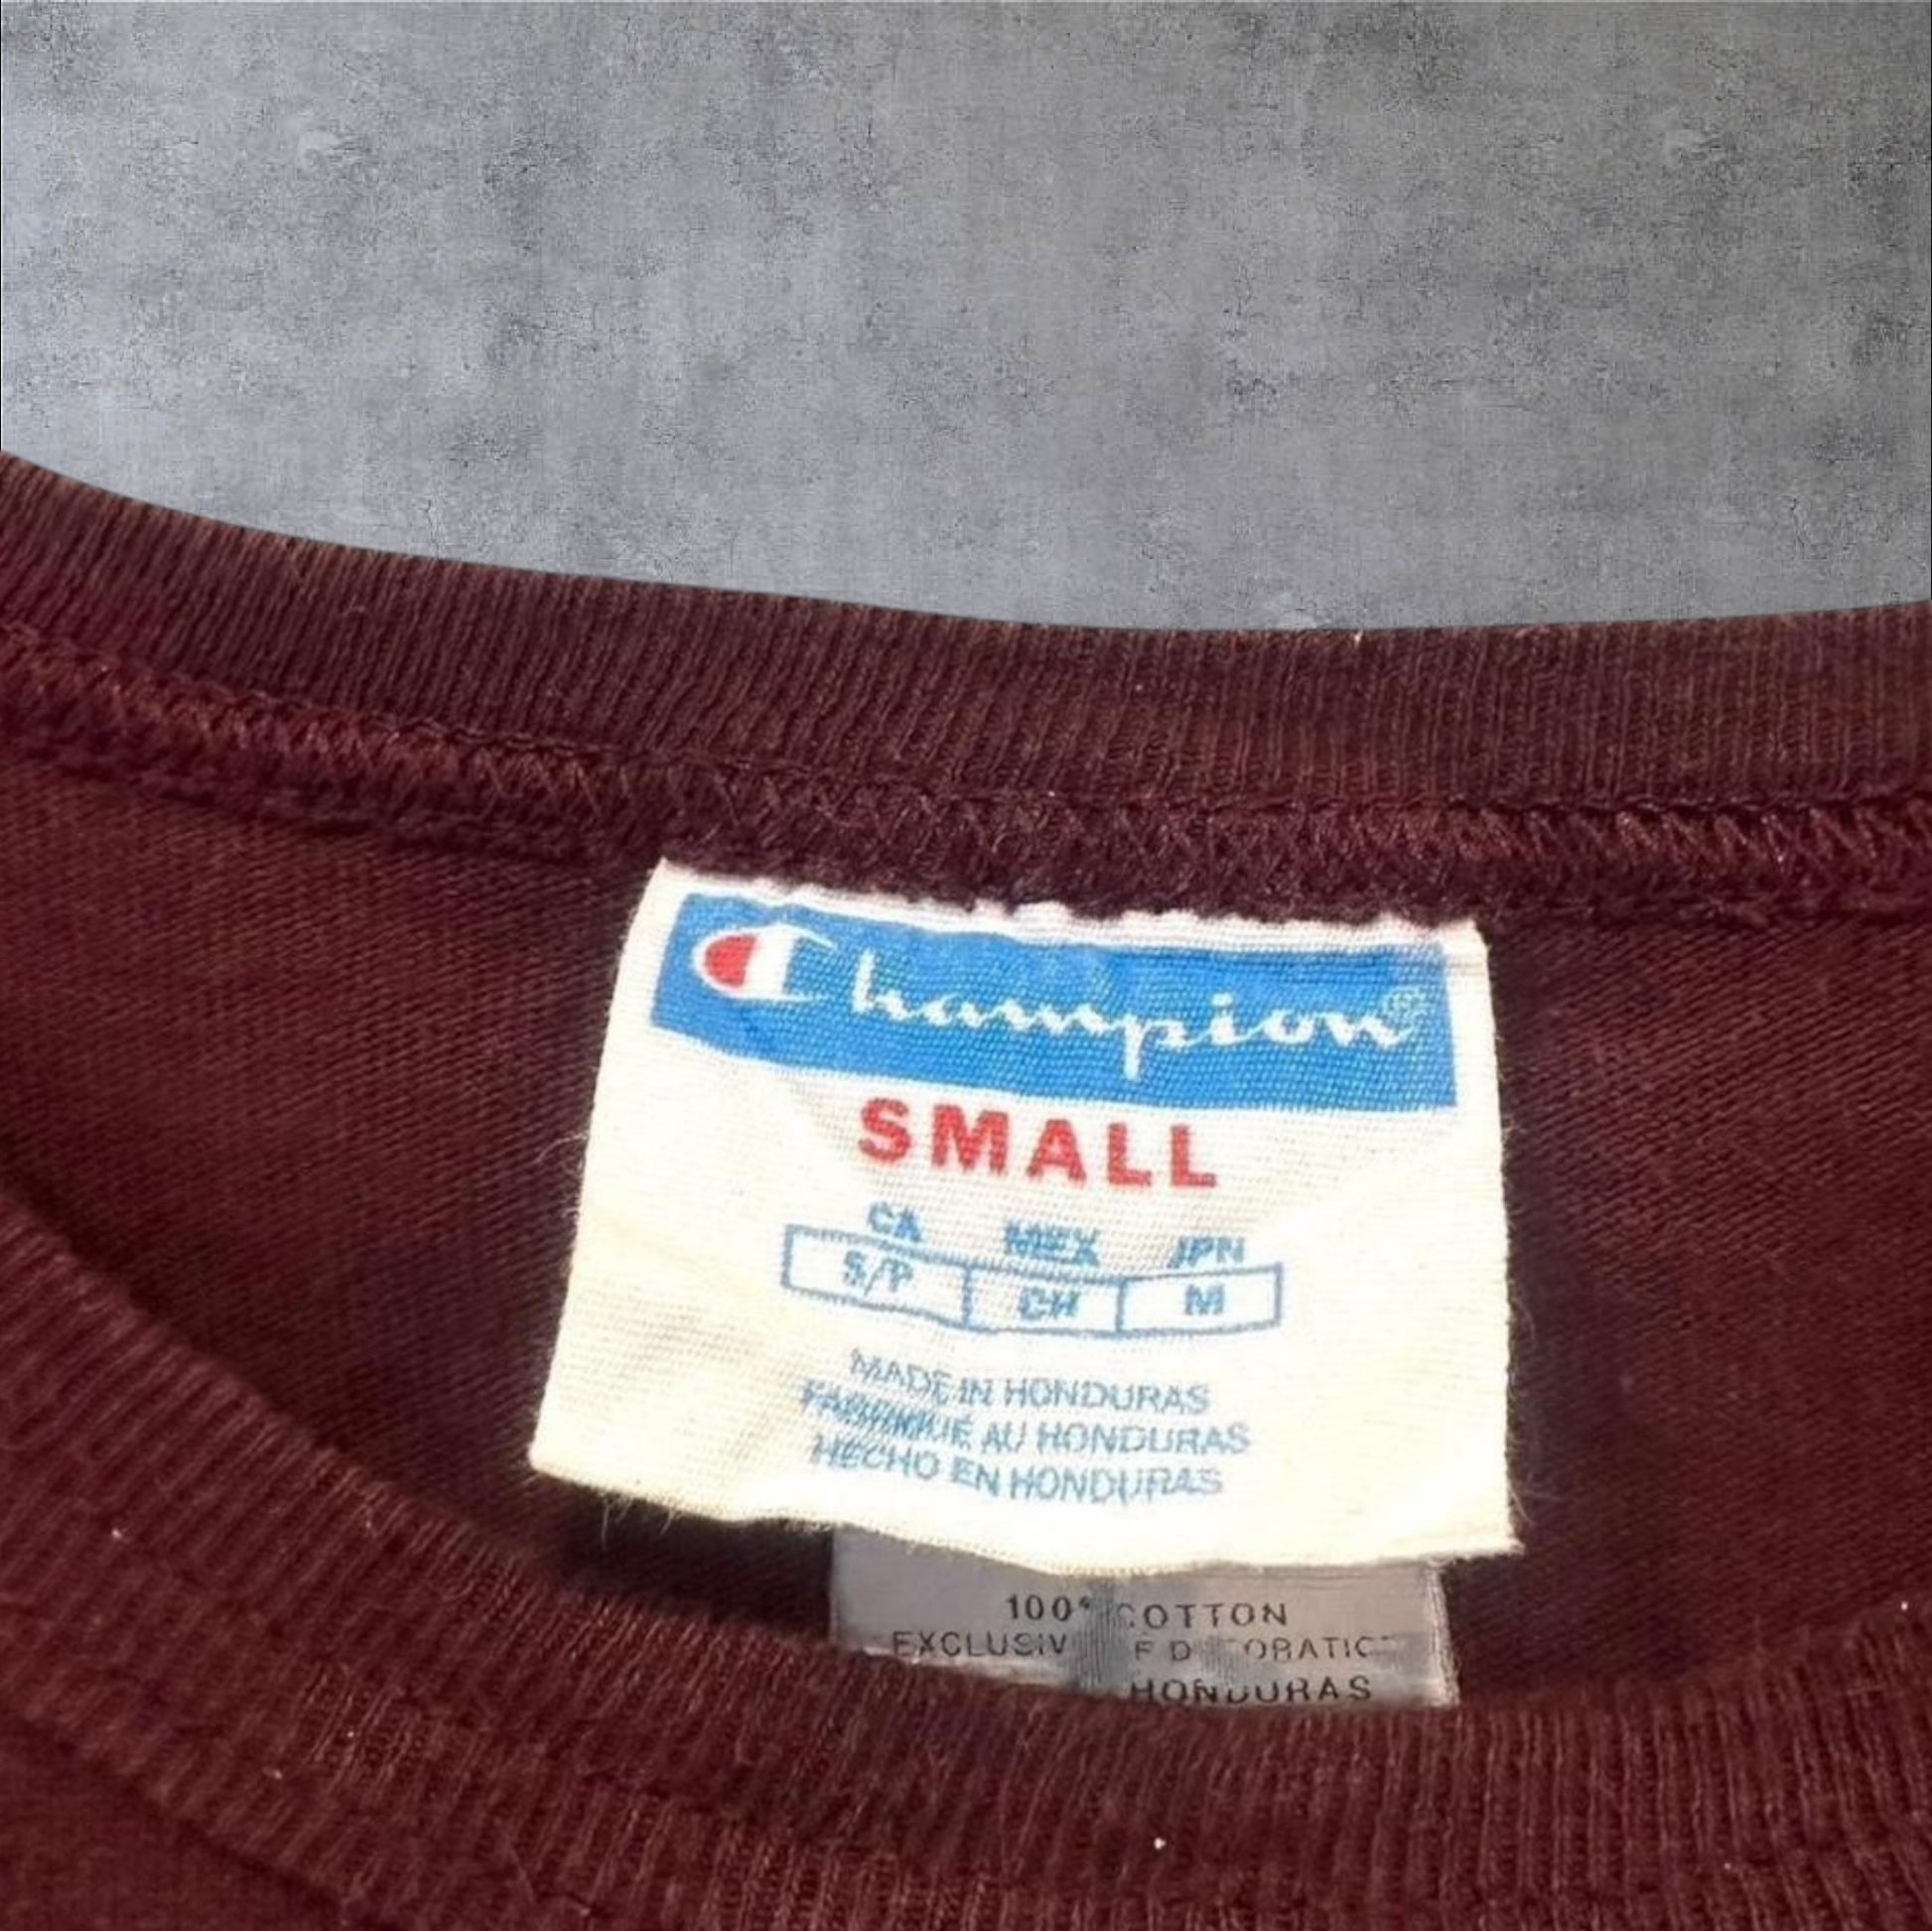 Champion®
SMALL
CA MEX JPN
S/P CH M
MADE IN HONDURAS
FABRIQUÉ AU HONDURAS
HECHO EN HONDURAS
COTTON
HONDURAS